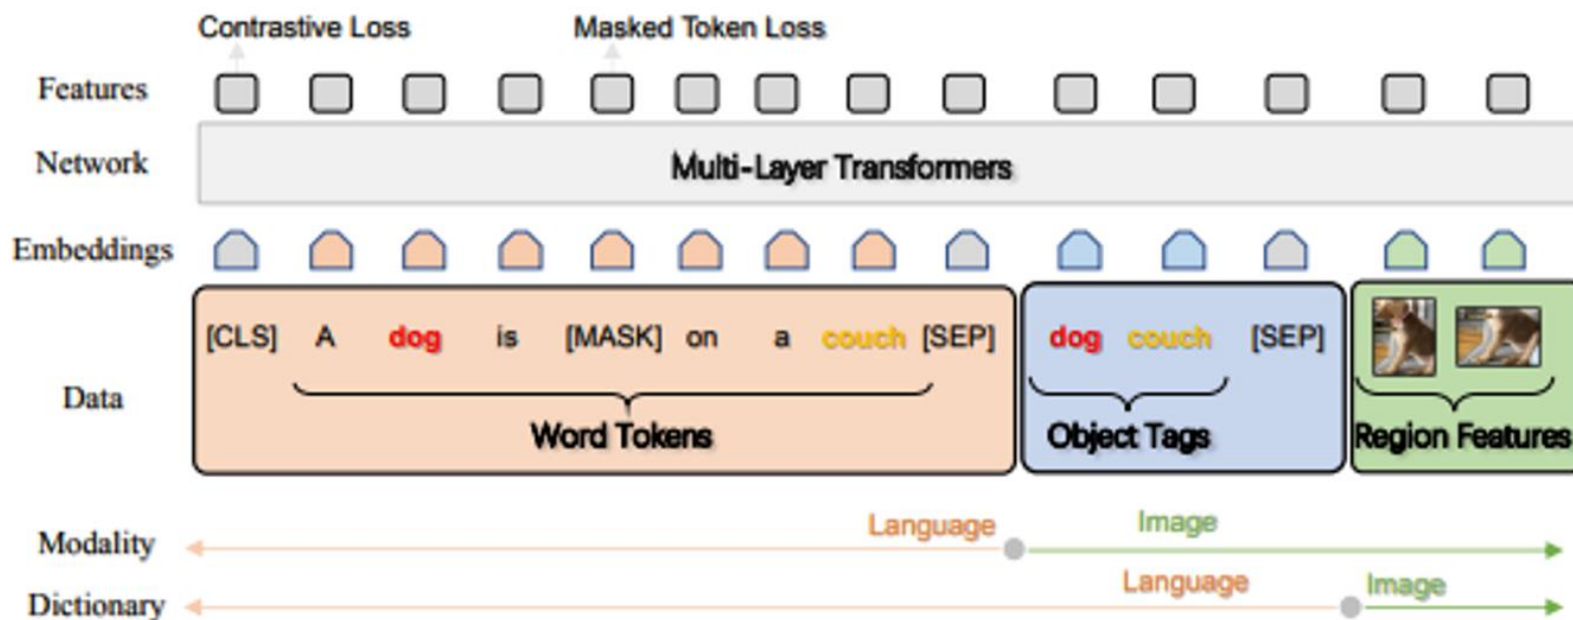 Contrastive Loss Masked Token Loss
Features
Network Multi-Layer Transformers
Embeddings
Data [CLS] A dog is [MASK] on a couch [SEP] dog couch [SEP]
Word Tokens Object Tags Region Features
Modality Language Image
Dictionary Language Image